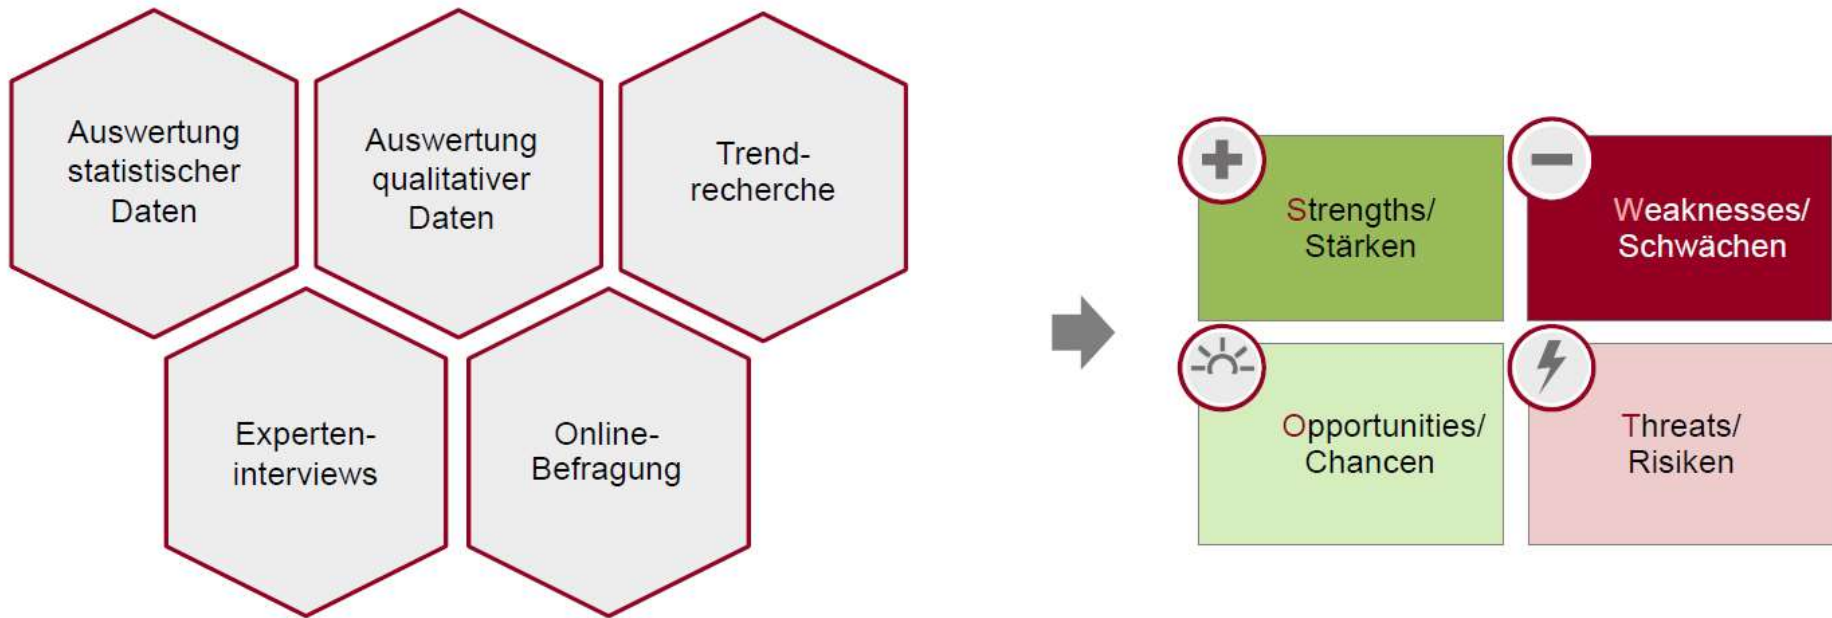 Auswertung
statistischer
Daten
Auswertung
qualitativer
Daten
Trend-
recherche
Experten-
interviews
Online-
Befragung
Strengths/
Stärken
Weaknesses/
Schwächen
Opportunities/
Chancen
Threats/
Risiken